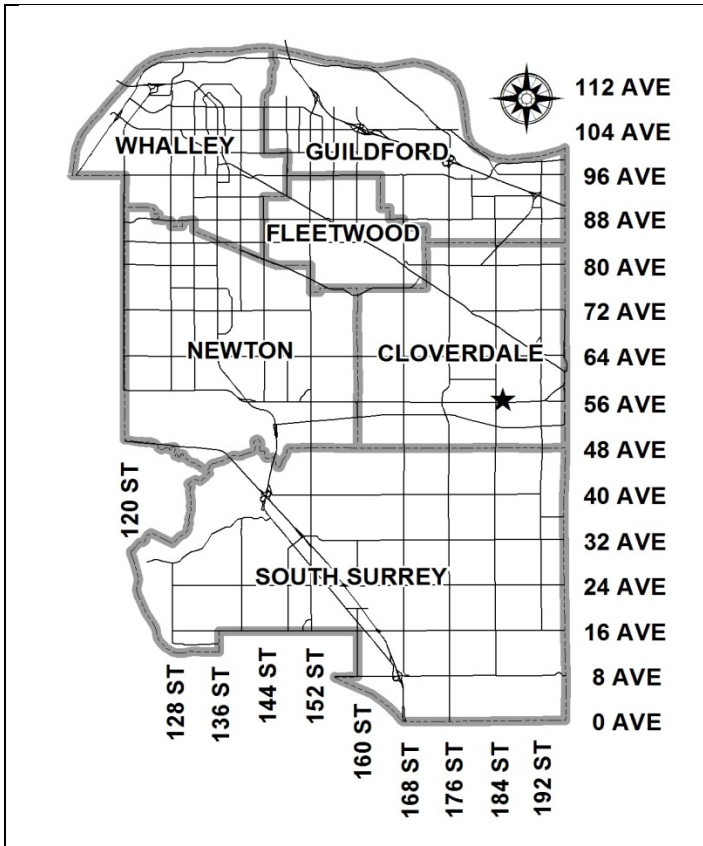 112 AVE
104 AVE
WHALLEY
GUILDFORD
96 AVE
88 AVE
FLEETWOOD
80 AVE
72 AVE
NEWTON
CLOVERDALE
64 AVE
56 AVE
48 AVE
120 ST
40 AVE
32 AVE
SOUTH SURREY
24 AVE
16 AVE
8 AVE
0 AVE
128 ST
136 ST
144 ST
152 ST
160 ST
168 ST
176 ST
184 ST
192 ST